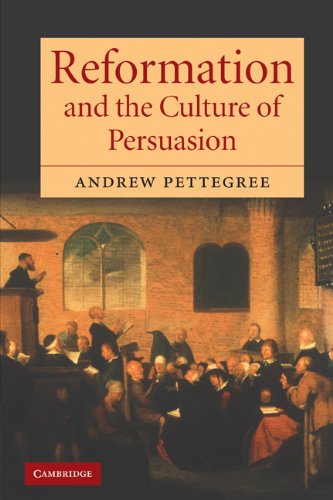 Reformation
and the Culture of
Persuasion
ANDREW PETTEGREE
CAMBRIDGE